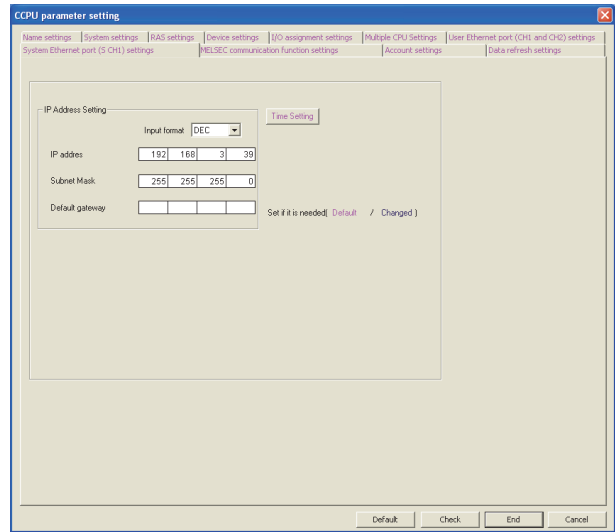 CCPU parameter setting
Name settings System settings RAS settings Device settings I/O assignment settings Multiple CPU Settings User Ethernet port (CH1 and CH2) settings
System Ethernet port (S CH1) settings MELSEC communication function settings Account settings Data refresh settings
IP Address Setting
Time Setting
Input format DEC
IP addres 192 168 3 39
Subnet Mask 255 255 255 0
Default gateway
Set if it is needed( Default / Changed )
Default Check End Cancel